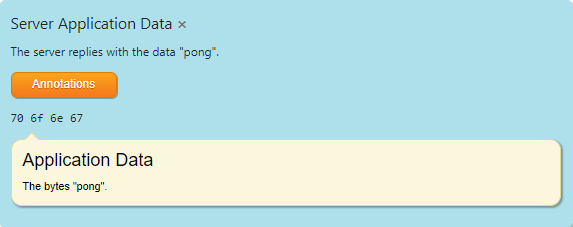 Server Application Data ×
The server replies with the data "pong".
Annotations
70 6f 6e 67
Application Data
The bytes "pong".